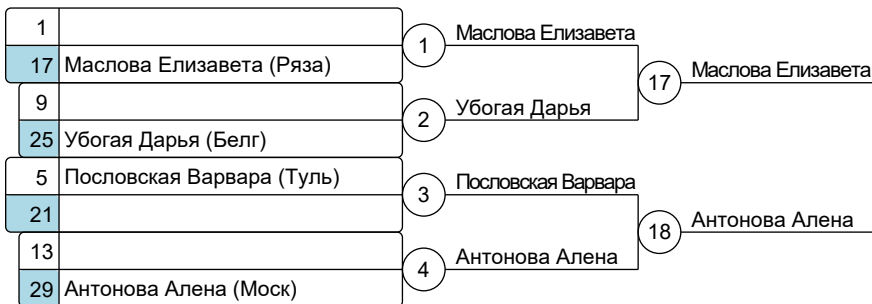 1
17 Маслова Елизавета (Ряза)
1 Маслова Елизавета
9
25 Убогая Дарья (Белг)
2 Убогая Дарья
17 Маслова Елизавета
5 Пословская Варвара (Туль)
21
3 Пословская Варвара
13
29 Антонова Алена (Моск)
4 Антонова Алена
18 Антонова Алена